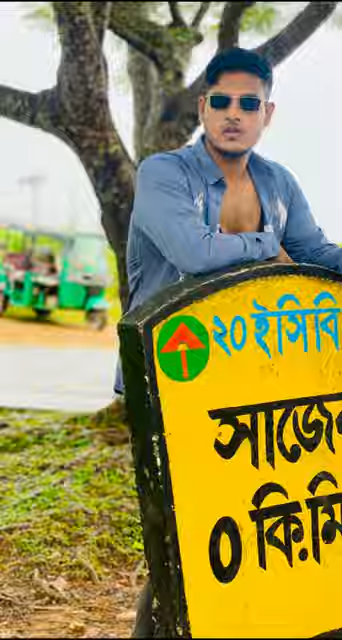 ২০ ইসিবি
সাজে
০ কি.মি